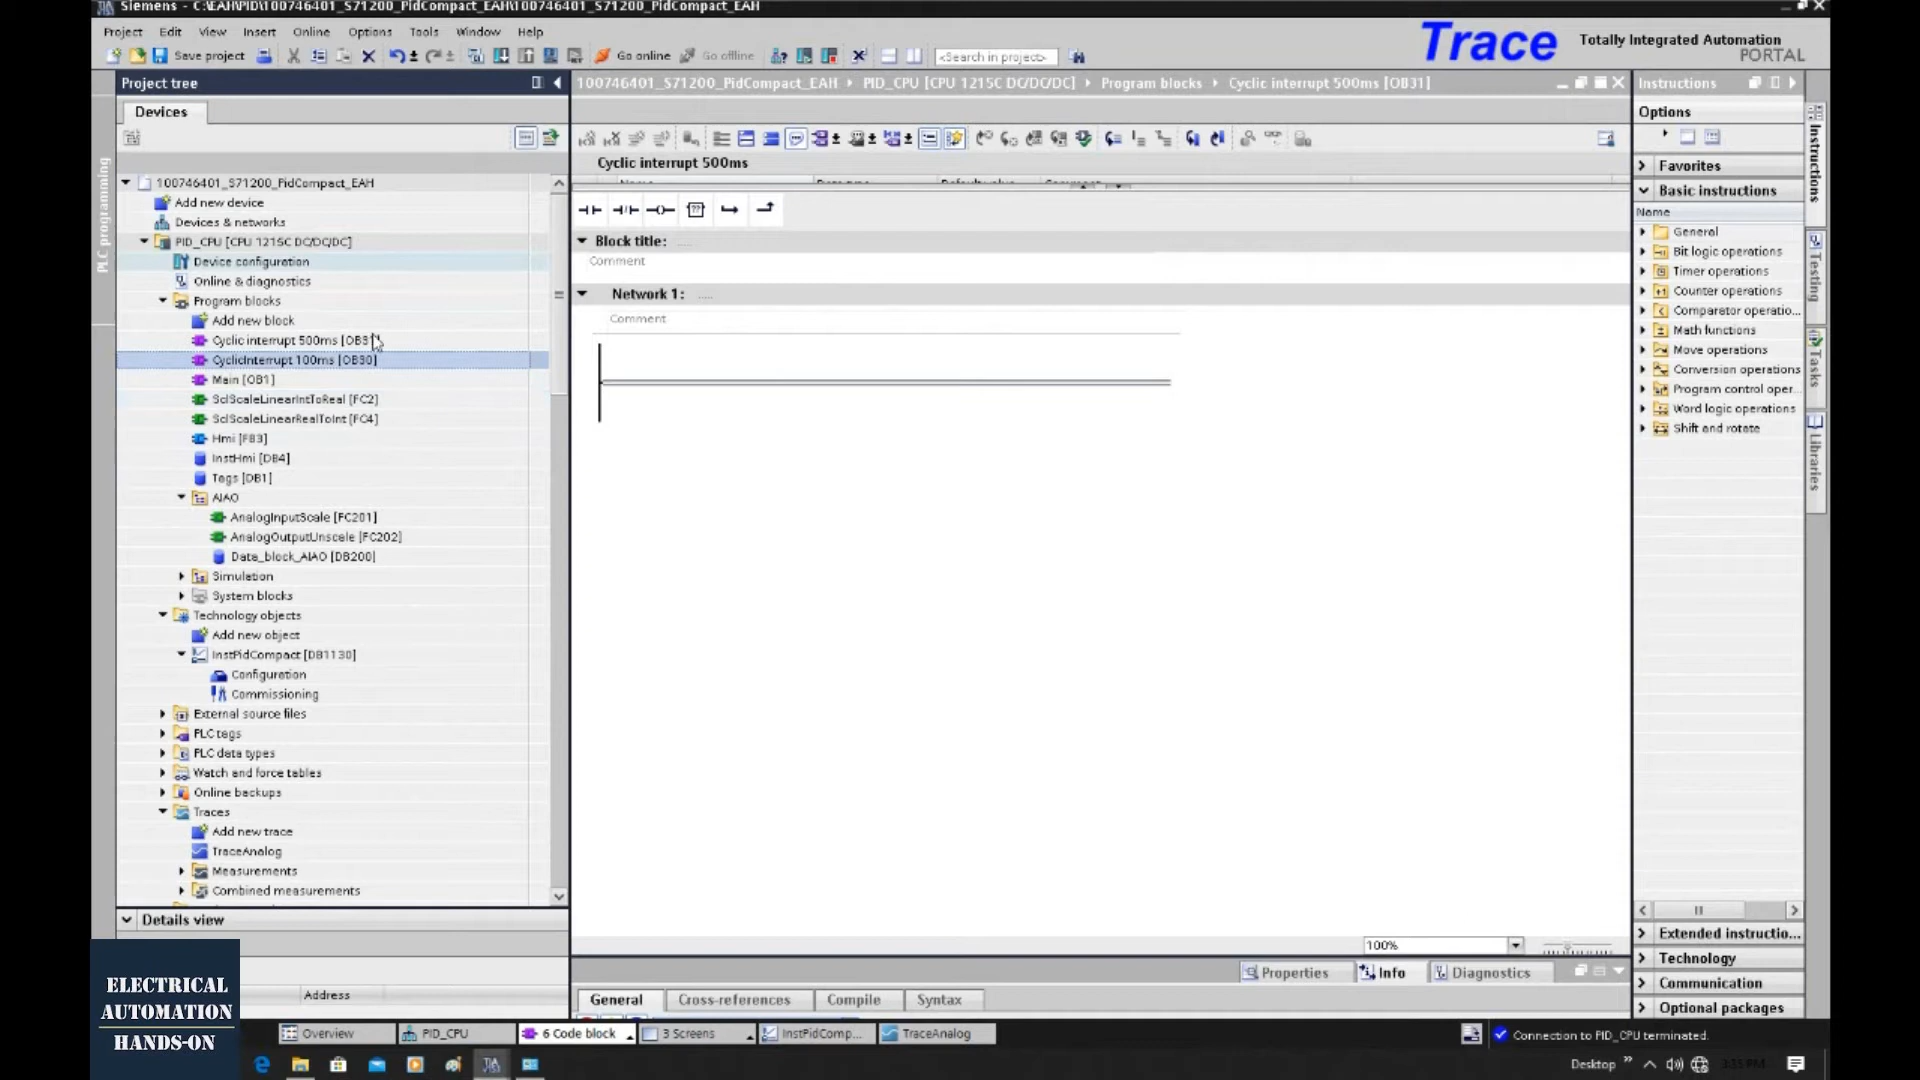 Siemens - C:\EAH\PID\100746401_S71200_PidCompact_EAH\100746401_S71200_PidCompact_EAH
Project Edit View Insert Online Options Tools Window Help
Trace
Totally Integrated Automation
PORTAL
Save project
Go online
Go offline
<Search in project>
Project tree
100746401_S71200_PidCompact_EAH
PID_CPU [CPU 1215C DC/DC/DC]
Program blocks
Cyclic interrupt 500ms [OB31]
Instructions
Devices
Options
PLC programming
Cyclic interrupt 500ms
Name
Data type
Default value
Comment
Block title: .....
Comment
Network 1: .....
Comment
100746401_S71200_PidCompact_EAH
Add new device
Devices & networks
PID_CPU [CPU 1215C DC/DC/DC]
Device configuration
Online & diagnostics
Program blocks
Add new block
Cyclic interrupt 500ms [OB31]
CyclicInterrupt 100ms [OB30]
Main [OB1]
SclScaleLinearIntToReal [FC2]
SclScaleLinearRealToInt [FC4]
Hmi [FB3]
InstHmi [DB4]
Tags [DB1]
AIAO
AnalogInputScale [FC201]
AnalogOutputUnscale [FC202]
Data_block_AIAO [DB200]
Simulation
System blocks
Technology objects
Add new object
InstPidCompact [DB1130]
Configuration
Commissioning
External source files
PLC tags
PLC data types
Watch and force tables
Online backups
Traces
Add new trace
TraceAnalog
Measurements
Combined measurements
Details view
Address
Favorites
Basic instructions
Name
General
Bit logic operations
Timer operations
Counter operations
Comparator operatio...
Math functions
Move operations
Conversion operations
Program control oper...
Word logic operations
Shift and rotate
Extended instructio...
Technology
Communication
Optional packages
Instructions
Testing
Tasks
Libraries
100%
Properties
Info
Diagnostics
General
Cross-references
Compile
Syntax
Overview
PID_CPU
6 Code block
3 Screens
InstPidComp...
TraceAnalog
Connection to PID_CPU terminated.
ELECTRICAL
AUTOMATION
HANDS-ON
Desktop